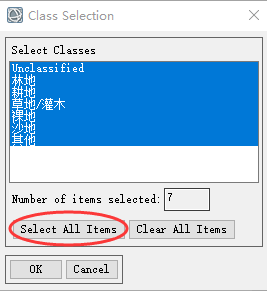 Class Selection
Select Classes
Unclassified
林地
耕地
草地/灌木
裸地
沙地
其他
Number of items selected: 7
Select All Items Clear All Items
OK Cancel